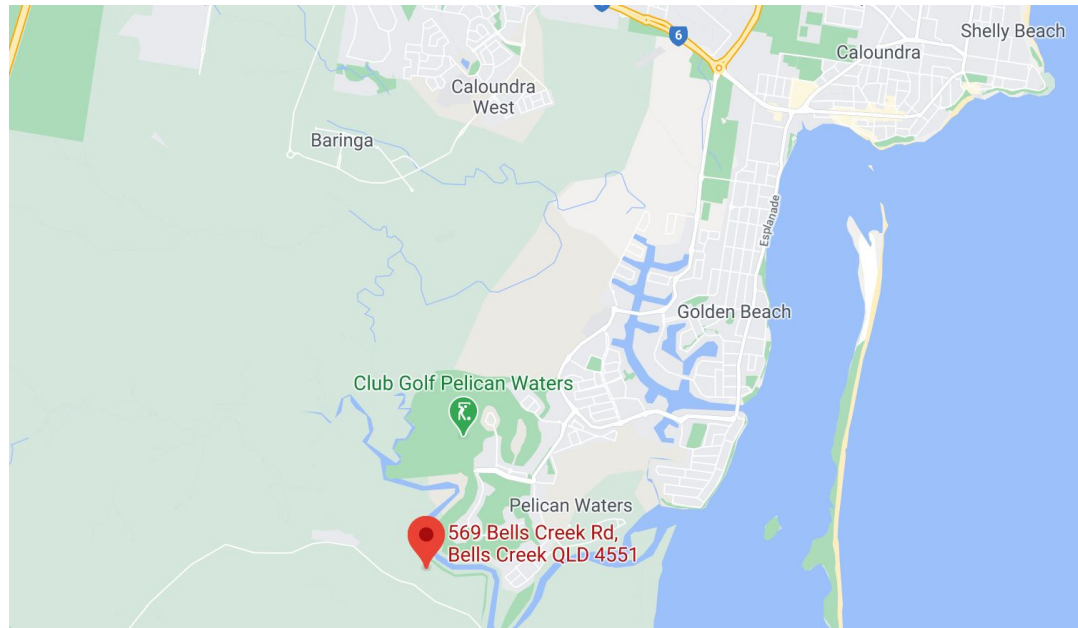 6
Shelly Beach
Caloundra
Caloundra
West
Baringa
Esplanade
Golden Beach
Club Golf Pelican Waters
Pelican Waters
569 Bells Creek Rd,
Bells Creek QLD 4551